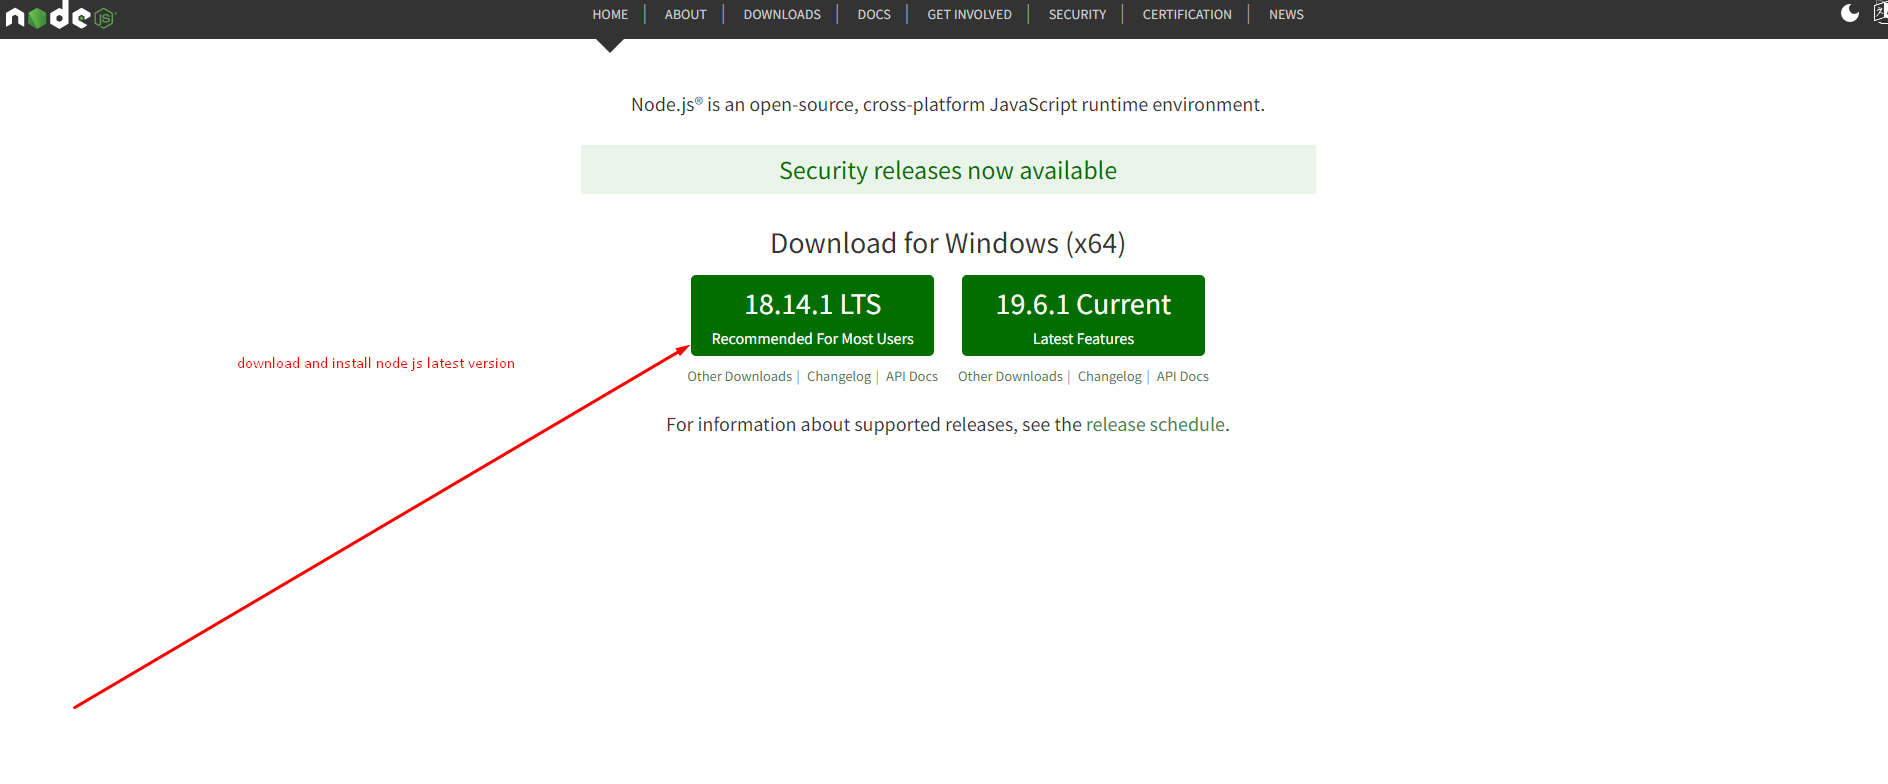 node JS
HOME | ABOUT | DOWNLOADS | DOCS | GET INVOLVED | SECURITY | CERTIFICATION | NEWS
Node.js® is an open-source, cross-platform JavaScript runtime environment.
Security releases now available
Download for Windows (x64)
18.14.1 LTS
Recommended For Most Users
19.6.1 Current
Latest Features
download and install node js latest version
Other Downloads | Changelog | API Docs
Other Downloads | Changelog | API Docs
For information about supported releases, see the release schedule.